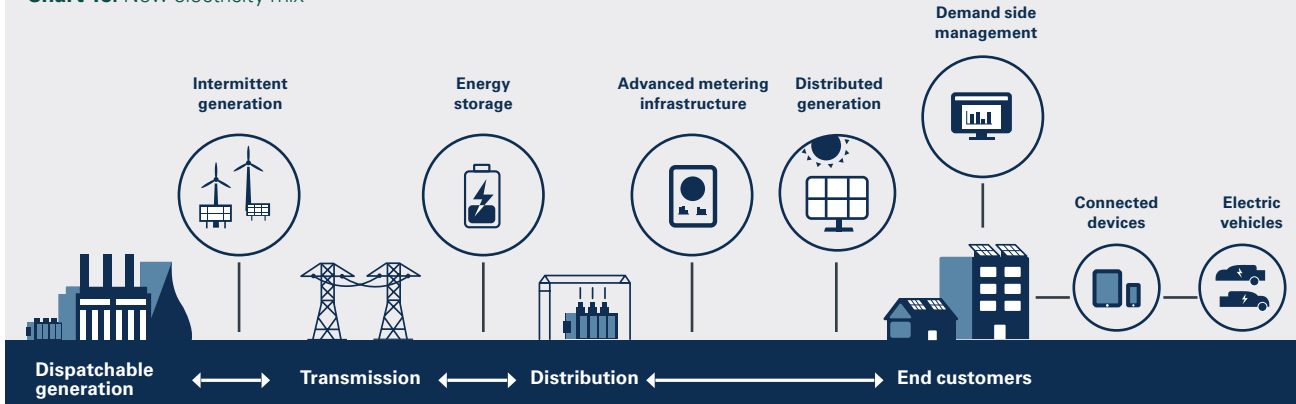 Demand side
management
Intermittent
generation
Energy
storage
Advanced metering
infrastructure
Distributed
generation
Connected
devices
Electric
vehicles
Dispatchable
generation
Transmission
Distribution
End customers